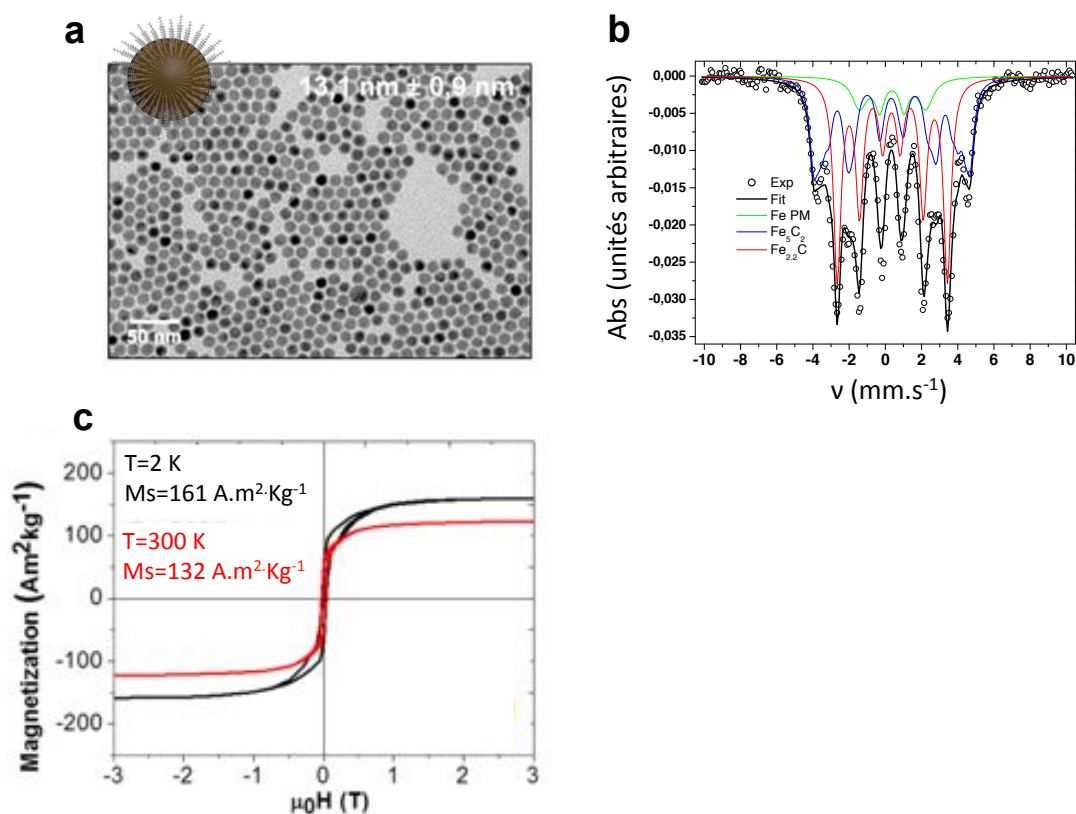 a
13.1 nm ± 0.9 nm
50 nm
b
Abs (unités arbitraires)
0,000
-0,005
-0,010
-0,015
-0,020
-0,025
-0,030
-0,035
Exp
Fit
Fe PM
Fe₅C₂
Fe₂.₂C
-10 -8 -6 -4 -2 0 2 4 6 8 10
ν (mm.s⁻¹)
c
Magnetization (Am²kg⁻¹)
200
100
0
-100
-200
T=2 K
Ms=161 A.m².Kg⁻¹
T=300 K
Ms=132 A.m².Kg⁻¹
-3 -2 -1 0 1 2 3
μ₀H (T)